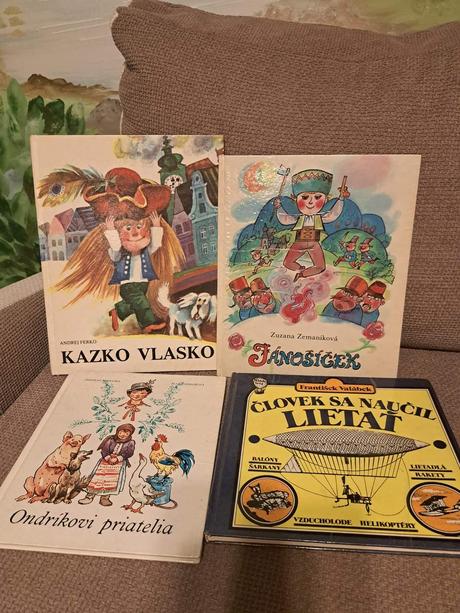 ANDREJ FERKO
KAZKO VLASKO
Zuzana Zemaníková
JÁNOŠÍČEK
Ondríkovi priatelia
František Valábek
ČLOVEK SA NAUČIL
LIETAŤ
BALÓNY
ŠARKANY
LIETADLÁ
RAKETY
VZDUCHOLODE HELIKOPTÉRY